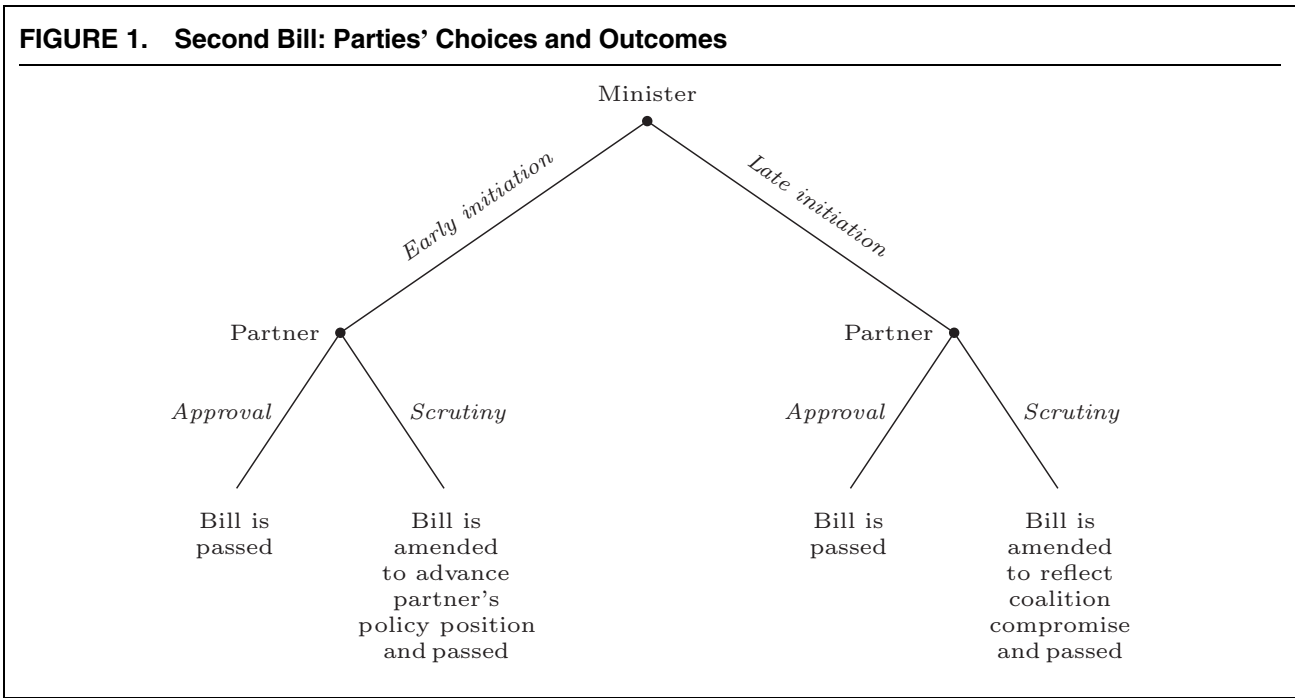 FIGURE 1. Second Bill: Parties’ Choices and Outcomes
Minister
Early initiation
Late initiation
Partner
Partner
Approval
Scrutiny
Approval
Scrutiny
Bill is
passed
Bill is
amended
to advance
partner’s
policy position
and passed
Bill is
passed
Bill is
amended
to reflect
coalition
compromise
and passed